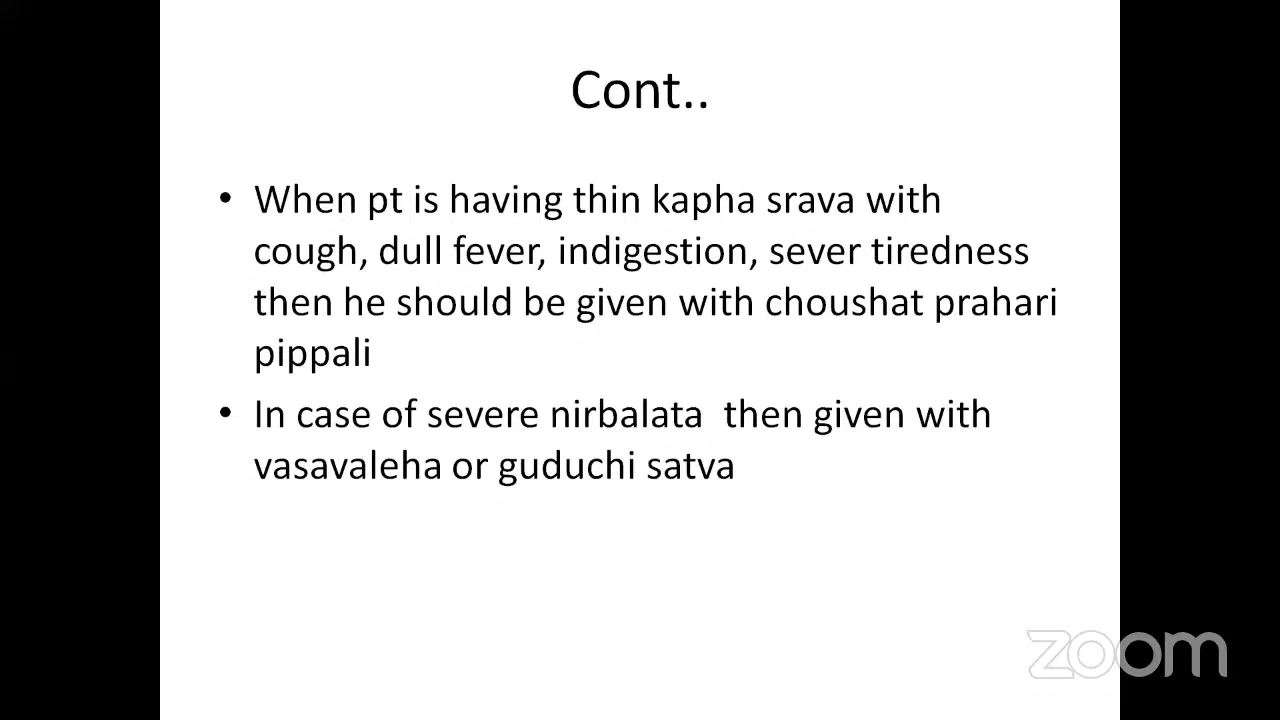 Cont..
• When pt is having thin kapha srava with
cough, dull fever, indigestion, sever tiredness
then he should be given with choushat prahari
pippali
• In case of severe nirbalata  then given with
vasavaleha or guduchi satva
zoom